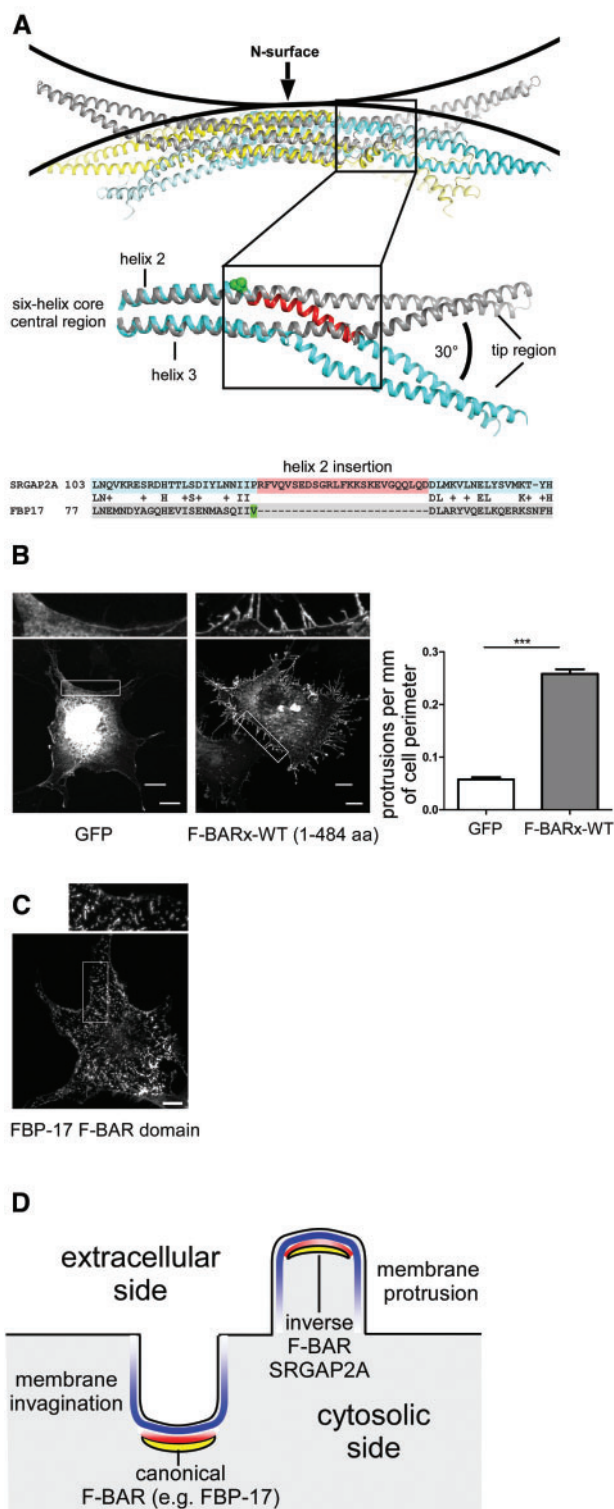 A
N-surface
helix 2
six-helix core
central region
helix 3
30°
tip region
helix 2 insertion
SRGAP2A 103 LNQVKRESRDHTTLSDIYLNNIIPRFVQVSEDSGRLFKKSKEVGQQLQDDLMKVLNELYSVMKT-YH
LN+ + H +S+ + II DL + + EL K+ +H
FBP17 77 LNEMNDYAGQHEVISENMASQIIV----------------------------DLARYVQELKQERKSNFH
B
protrusions per mm
of cell perimeter
***
0.3
0.2
0.1
0.0
GFP F-BARx-WT
GFP F-BARx-WT (1-484 aa)
C
FBP-17 F-BAR domain
D
extracellular
side
membrane
protrusion
inverse
F-BAR
SRGAP2A
membrane
invagination
cytosolic
side
canonical
F-BAR (e.g. FBP-17)